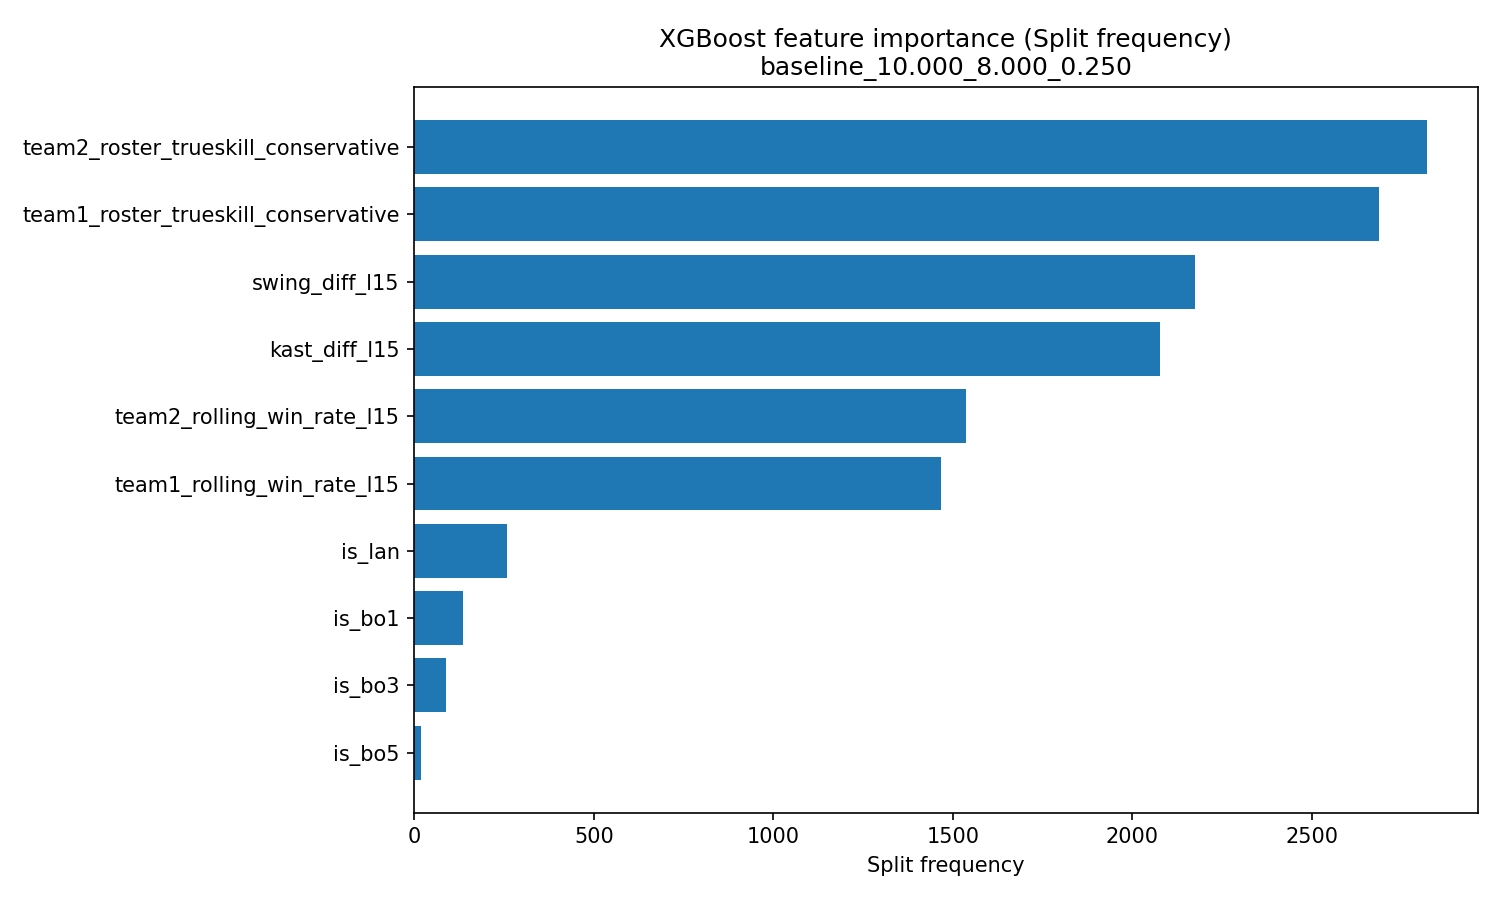 XGBoost feature importance (Split frequency)
baseline_10.000_8.000_0.250
team2_roster_trueskill_conservative
team1_roster_trueskill_conservative
swing_diff_l15
kast_diff_l15
team2_rolling_win_rate_l15
team1_rolling_win_rate_l15
is_lan
is_bo1
is_bo3
is_bo5
0 500 1000 1500 2000 2500
Split frequency